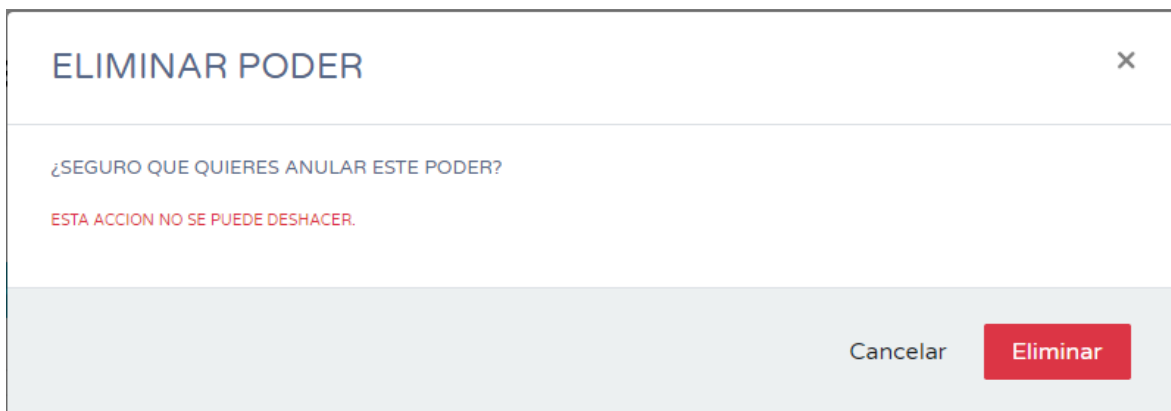 ELIMINAR PODER
¿SEGURO QUE QUIERES ANULAR ESTE PODER?
ESTA ACCION NO SE PUEDE DESHACER.
Cancelar Eliminar